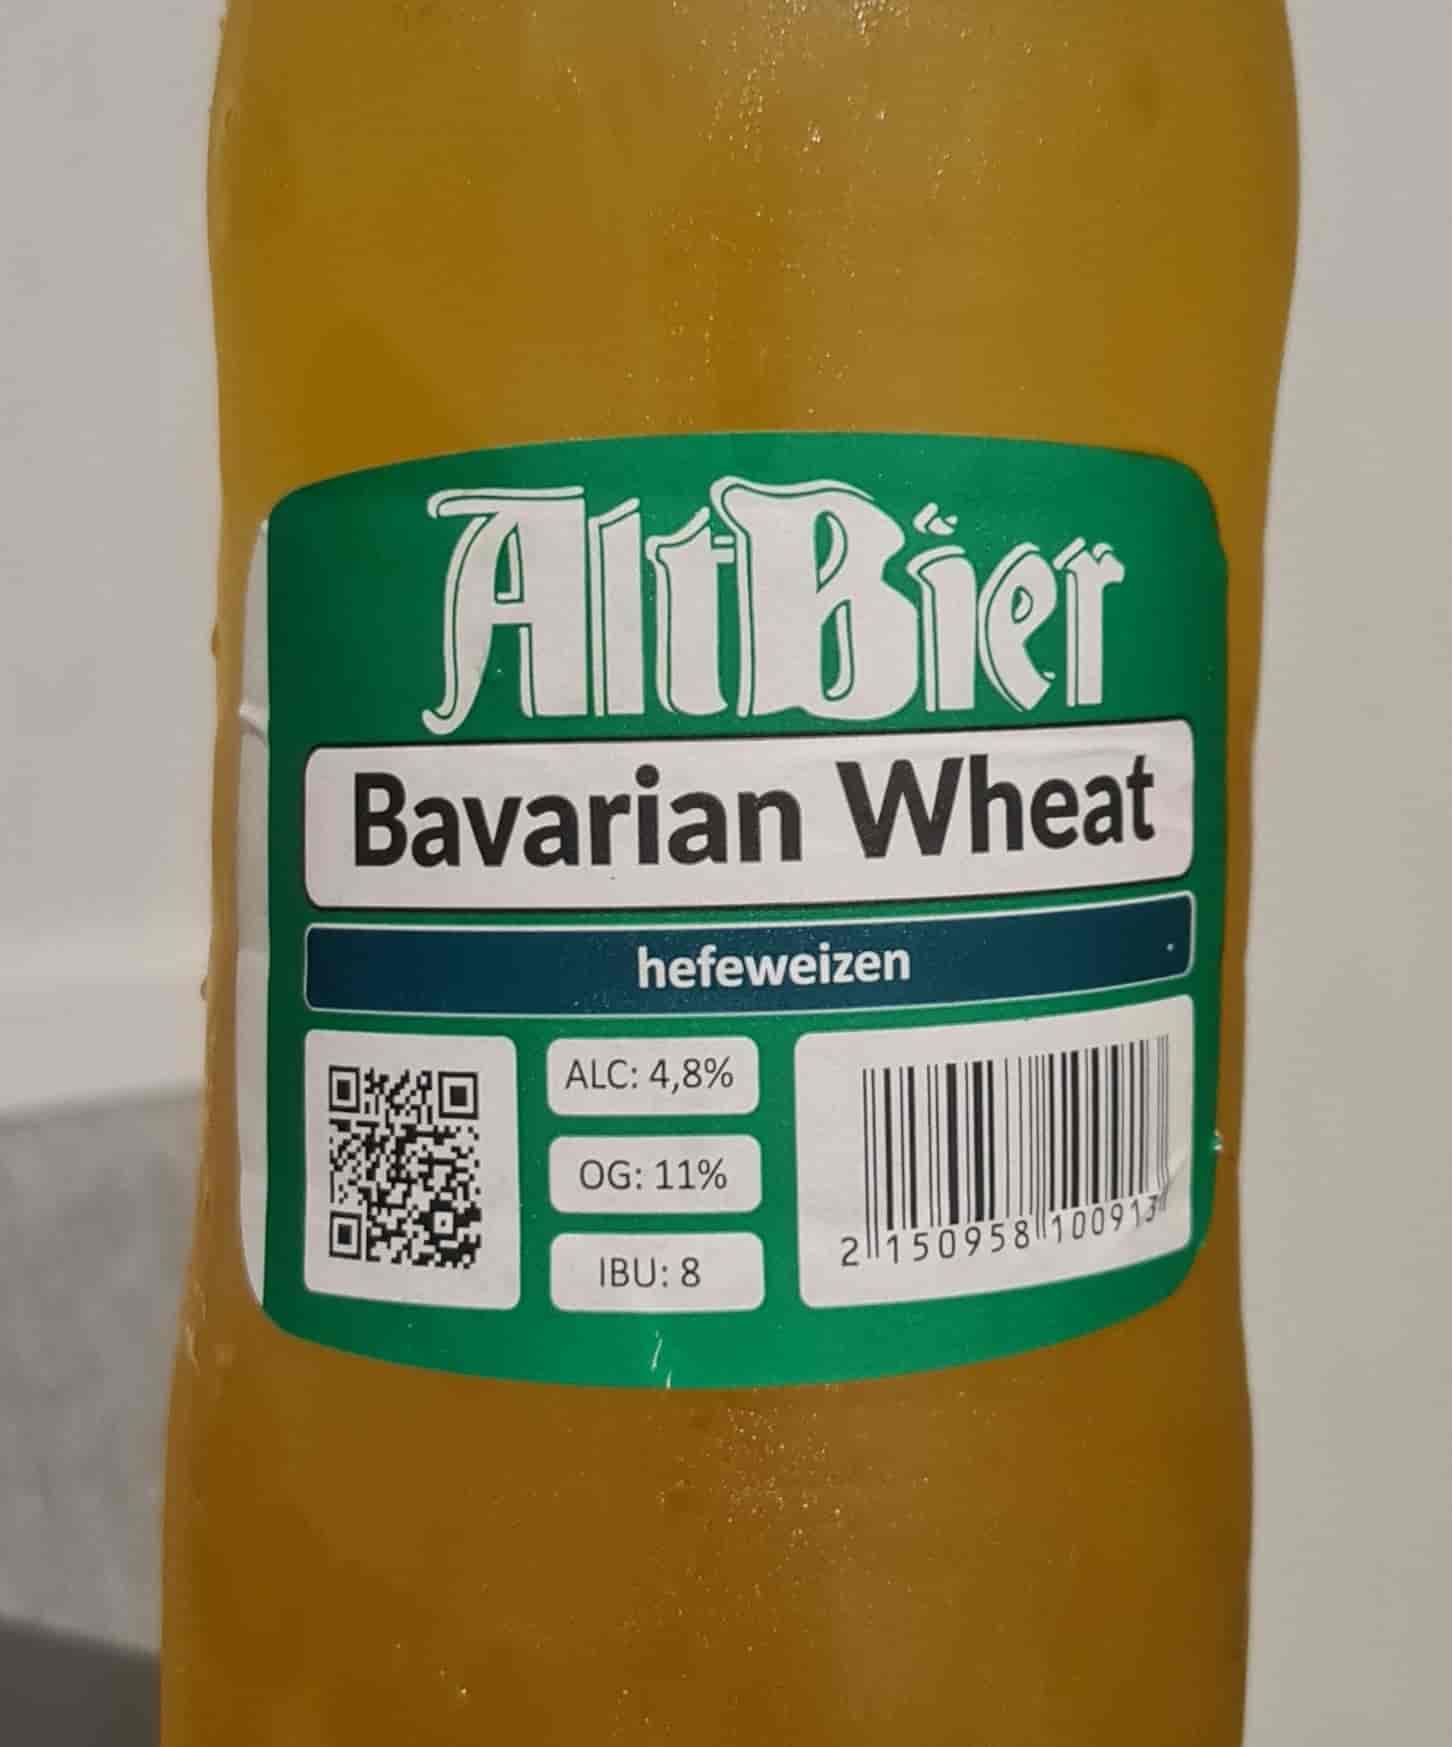 AltBier
Bavarian Wheat
hefeweizen
ALC: 4,8%
OG: 11%
IBU: 8
2 150958 100913